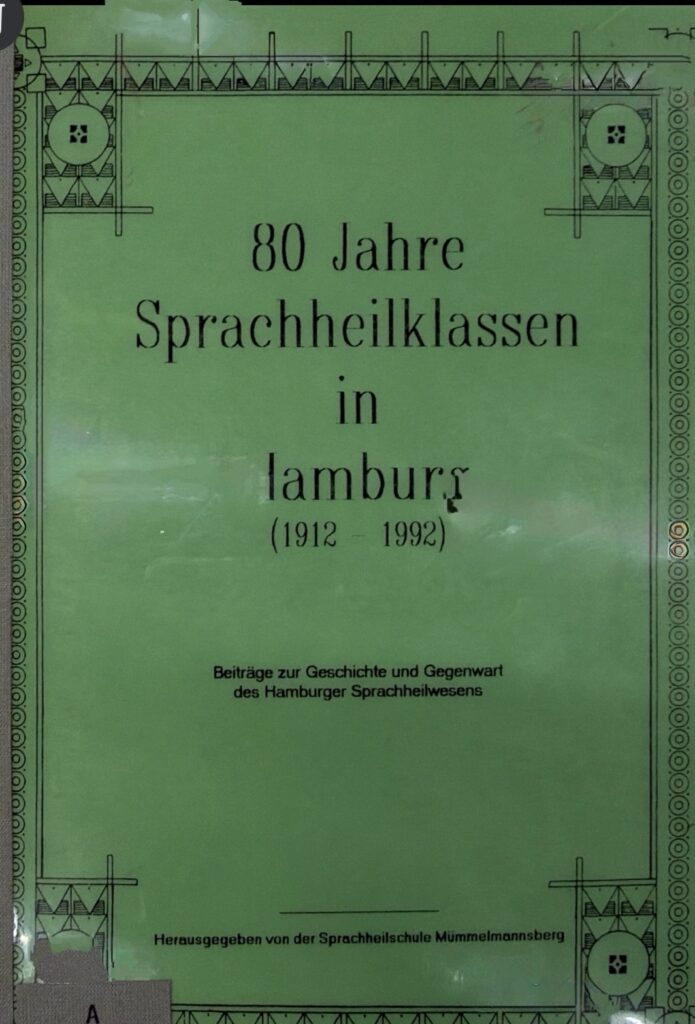 80 Jahre
Sprachheilklassen
in
lamburg
(1912 - 1992)
Beiträge zur Geschichte und Gegenwart
des Hamburger Sprachheilwesens
Herausgegeben von der Sprachheilschule Mümmelmannsberg
A